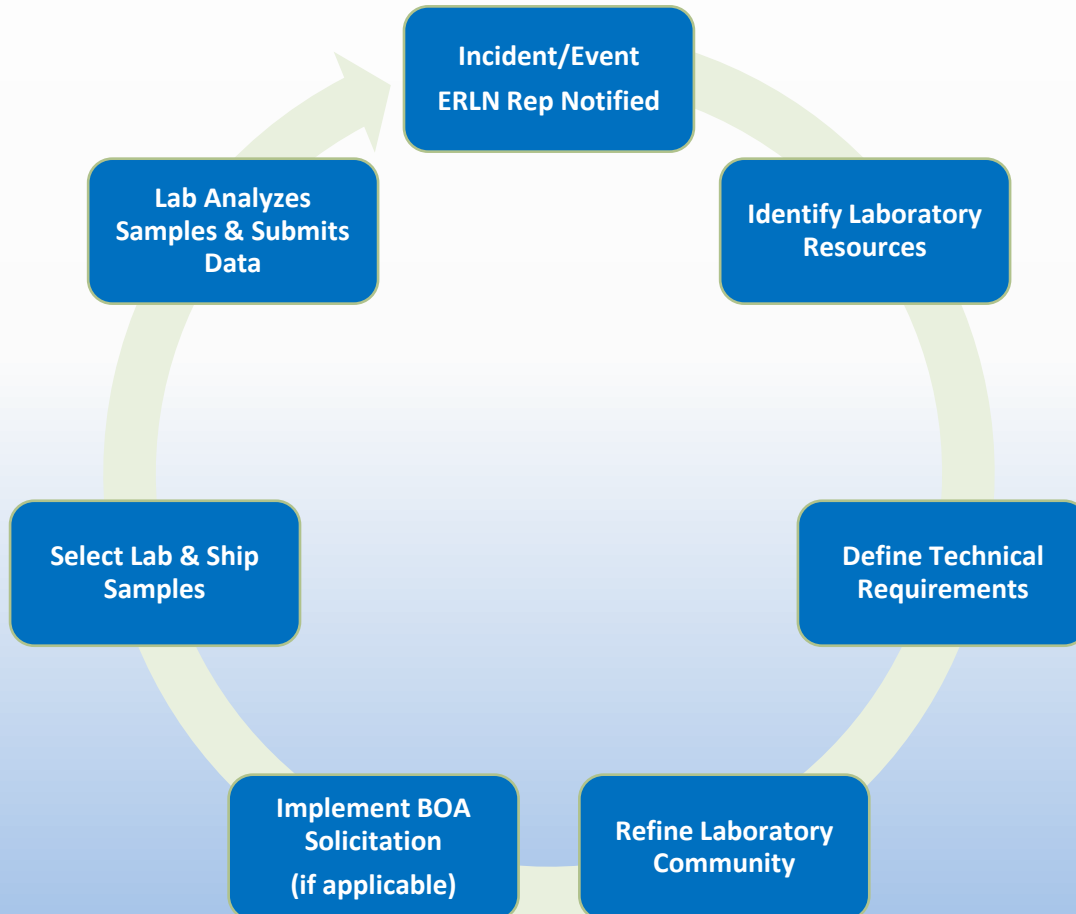 Incident/Event
ERLN Rep Notified
Identify Laboratory
Resources
Define Technical
Requirements
Refine Laboratory
Community
Implement BOA
Solicitation
(if applicable)
Select Lab & Ship
Samples
Lab Analyzes
Samples & Submits
Data